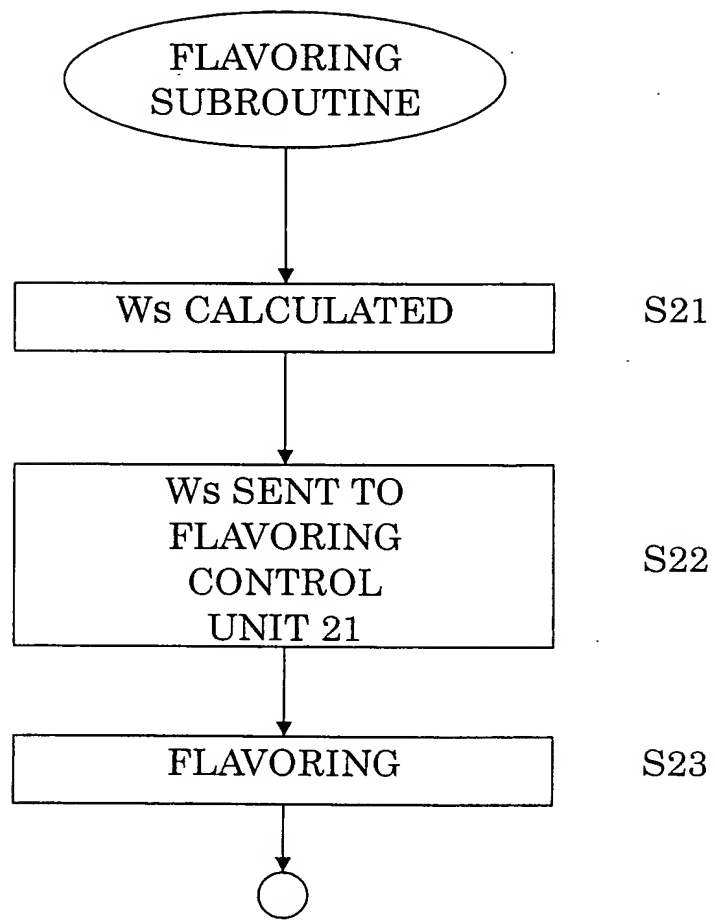 FLAVORING
SUBROUTINE
Ws CALCULATED
S21
Ws SENT TO
FLAVORING
CONTROL
UNIT 21
S22
FLAVORING
S23